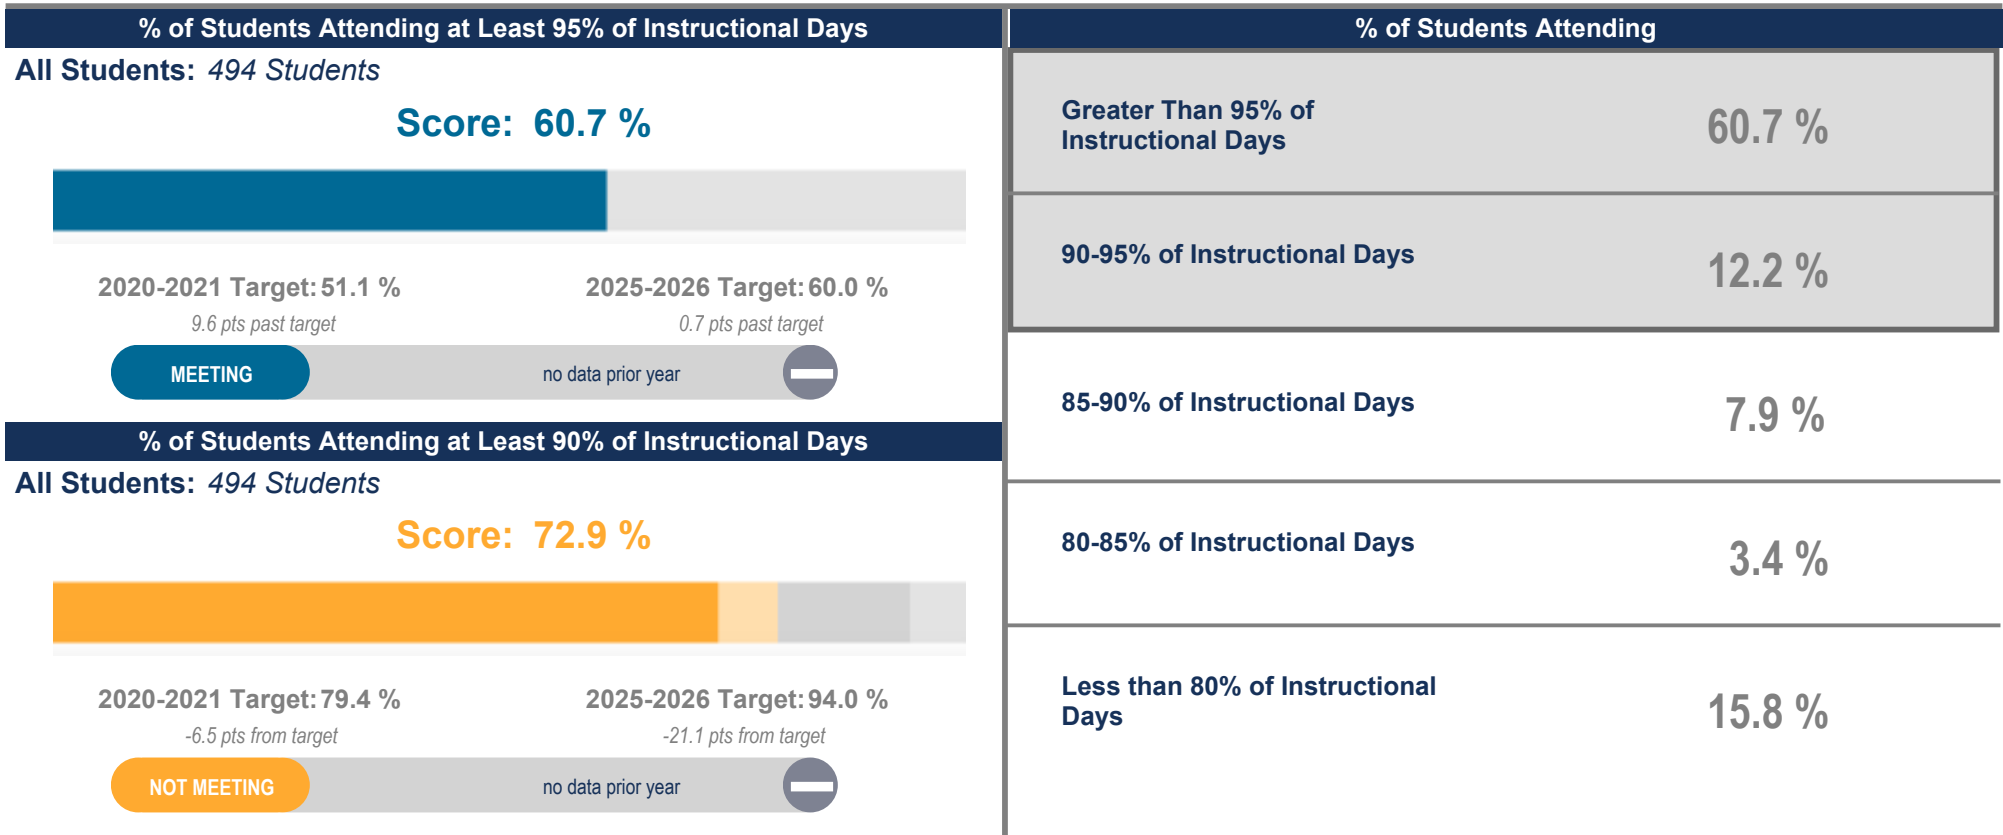 % of Students Attending at Least 95% of Instructional Days
All Students: 494 Students
Score: 60.7 %
2020-2021 Target: 51.1 %
9.6 pts past target
2025-2026 Target: 60.0 %
0.7 pts past target
MEETING
no data prior year
% of Students Attending at Least 90% of Instructional Days
All Students: 494 Students
Score: 72.9 %
2020-2021 Target: 79.4 %
-6.5 pts from target
2025-2026 Target: 94.0 %
-21.1 pts from target
NOT MEETING
no data prior year
% of Students Attending
Greater Than 95% of
Instructional Days
60.7 %
90-95% of Instructional Days
12.2 %
85-90% of Instructional Days
7.9 %
80-85% of Instructional Days
3.4 %
Less than 80% of Instructional
Days
15.8 %